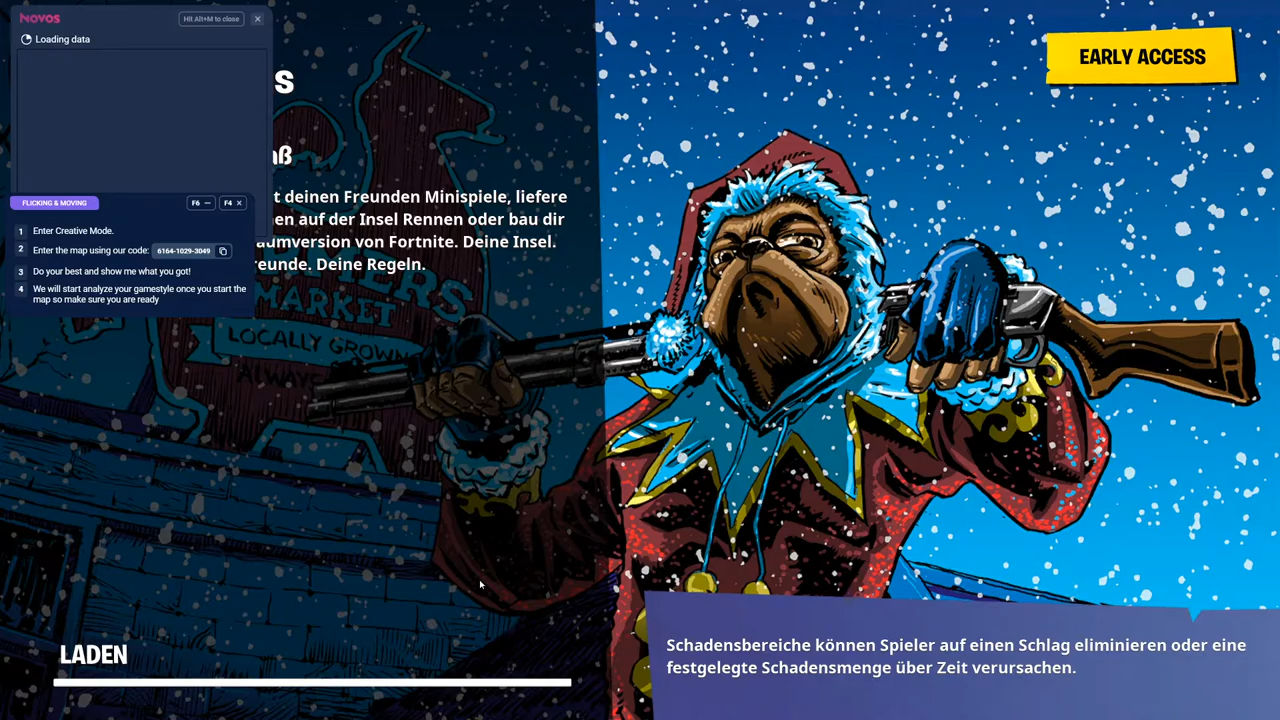 Novos
Hit Alt+M to close
Loading data
EARLY ACCESS
s
aß
t deinen Freunden Minispiele, liefere
en auf der Insel Rennen oder bau dir
aumversion von Fortnite. Deine Insel.
reunde. Deine Regeln.
FLICKING & MOVING
F6
F4
1 Enter Creative Mode.
2 Enter the map using our code: 6164-1029-3049
3 Do your best and show me what you got!
4 We will start analyze your gamestyle once you start the
map so make sure you are ready
MARKET
LOCALLY GROWN
ALWAYS
LADEN
Schadensbereiche können Spieler auf einen Schlag eliminieren oder eine
festgelegte Schadensmenge über Zeit verursachen.